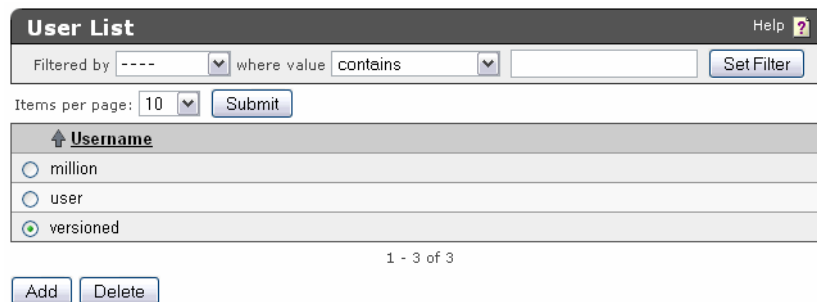 User List Help ?
Filtered by ---- where value contains Set Filter
Items per page: 10 Submit
Username
million
user
versioned
1 - 3 of 3
Add Delete